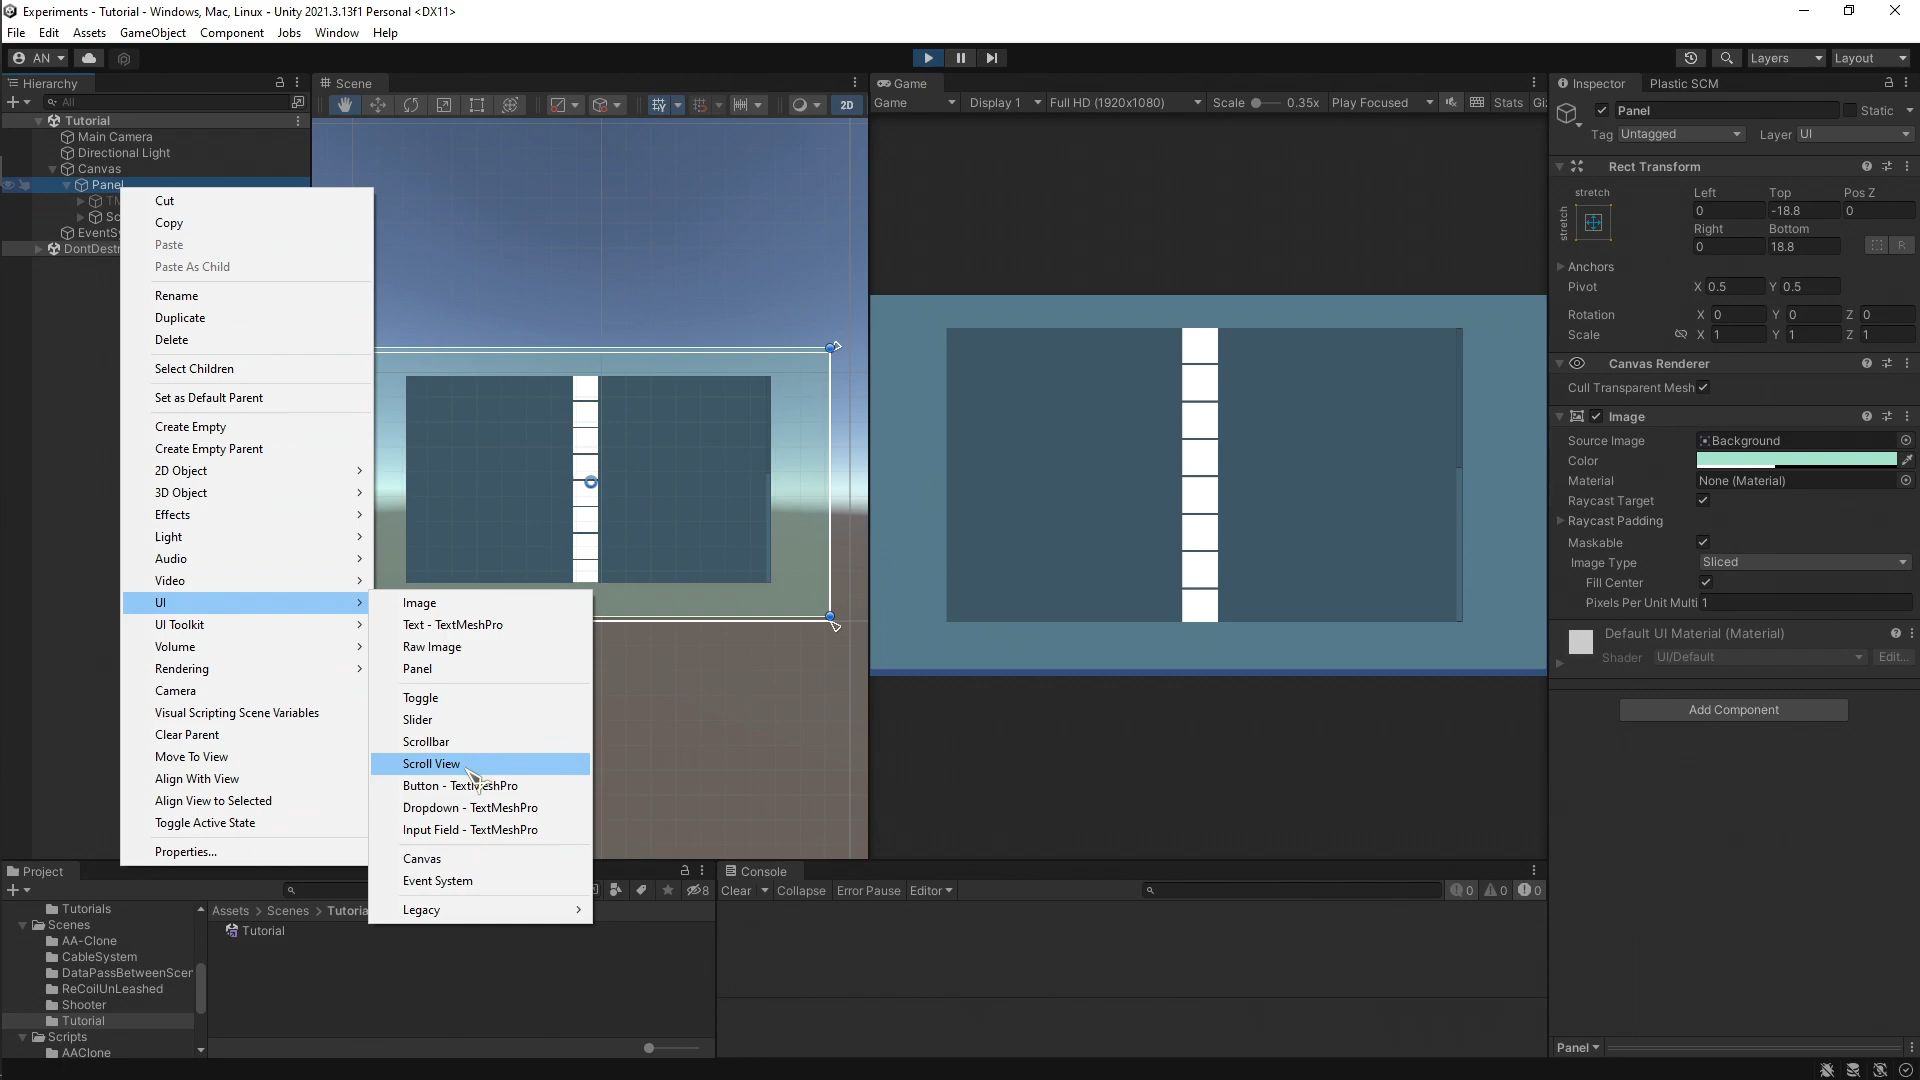 Experiments - Tutorial - Windows, Mac, Linux - Unity 2021.3.13f1 Personal <DX11>
File Edit Assets GameObject Component Jobs Window Help
AN
Layers
Layout
Hierarchy
All
Tutorial
Main Camera
Directional Light
Canvas
Panel
Sc
EventSy
DontDestr
Cut
Copy
Paste
Paste As Child
Rename
Duplicate
Delete
Select Children
Set as Default Parent
Create Empty
Create Empty Parent
2D Object
3D Object
Effects
Light
Audio
Video
UI
UI Toolkit
Volume
Rendering
Camera
Visual Scripting Scene Variables
Clear Parent
Move To View
Align With View
Align View to Selected
Toggle Active State
Properties...
Image
Text - TextMeshPro
Raw Image
Panel
Toggle
Slider
Scrollbar
Scroll View
Button - TextMeshPro
Dropdown - TextMeshPro
Input Field - TextMeshPro
Canvas
Event System
Legacy
Scene
2D
Game
Game Display 1 Full HD (1920x1080) Scale 0.35x Play Focused Stats Gi
Inspector Plastic SCM
Panel Static
Tag Untagged Layer UI
Rect Transform
stretch Left Top Pos Z
stretch
0 -18.8 0
Right Bottom
0 18.8 R
Anchors
Pivot X 0.5 Y 0.5
Rotation X 0 Y 0 Z 0
Scale X 1 Y 1 Z 1
Canvas Renderer
Cull Transparent Mesh
Image
Source Image Background
Color
Material None (Material)
Raycast Target
Raycast Padding
Maskable
Image Type Sliced
Fill Center
Pixels Per Unit Multi 1
Default UI Material (Material)
Shader UI/Default Edit...
Add Component
Panel
Project
8
Tutorials
Scenes
AA-Clone
CableSystem
DataPassBetweenScer
ReCoilUnLeashed
Shooter
Tutorial
Scripts
AAClone
Assets > Scenes > Tutoria
Tutorial
Console
Clear Collapse Error Pause Editor 0 0 0